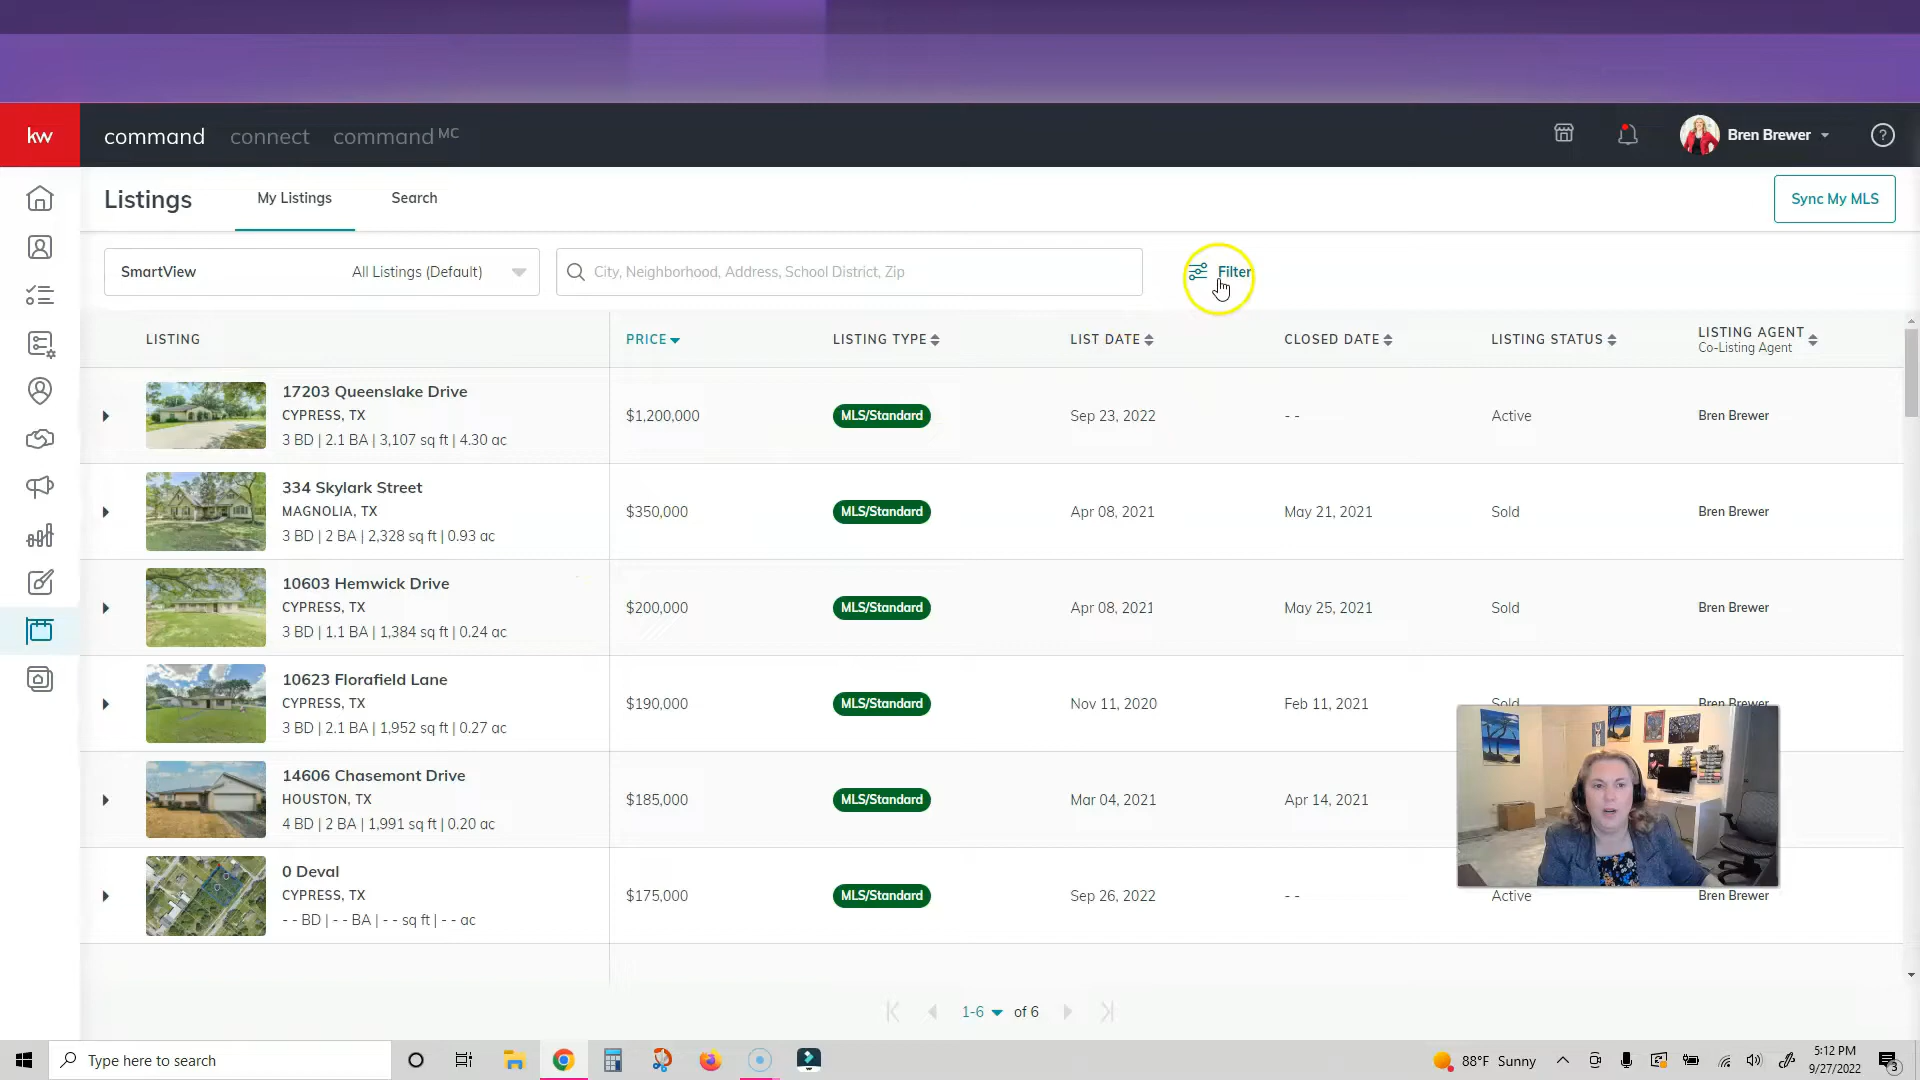 kw command connect command MC Bren Brewer ?
Listings My Listings Search Sync My MLS
SmartView All Listings (Default) City, Neighborhood, Address, School District, Zip Filter
LISTING PRICE LISTING TYPE LIST DATE CLOSED DATE LISTING STATUS LISTING AGENT
Co-Listing Agent
17203 Queenslake Drive
CYPRESS, TX $1,200,000 MLS/Standard Sep 23, 2022 - - Active Bren Brewer
3 BD | 2.1 BA | 3,107 sq ft | 4.30 ac
334 Skylark Street
MAGNOLIA, TX $350,000 MLS/Standard Apr 08, 2021 May 21, 2021 Sold Bren Brewer
3 BD | 2 BA | 2,328 sq ft | 0.93 ac
10603 Hemwick Drive
CYPRESS, TX $200,000 MLS/Standard Apr 08, 2021 May 25, 2021 Sold Bren Brewer
3 BD | 1.1 BA | 1,384 sq ft | 0.24 ac
10623 Florafield Lane
CYPRESS, TX $190,000 MLS/Standard Nov 11, 2020 Feb 11, 2021 Sold Bren Brewer
3 BD | 2.1 BA | 1,952 sq ft | 0.27 ac
14606 Chasemont Drive
HOUSTON, TX $185,000 MLS/Standard Mar 04, 2021 Apr 14, 2021
4 BD | 2 BA | 1,991 sq ft | 0.20 ac
0 Deval
CYPRESS, TX $175,000 MLS/Standard Sep 26, 2022 - - Active Bren Brewer
- - BD | - - BA | - - sq ft | - - ac
1-6 of 6
Type here to search 88°F Sunny 5:12 PM
9/27/2022 3